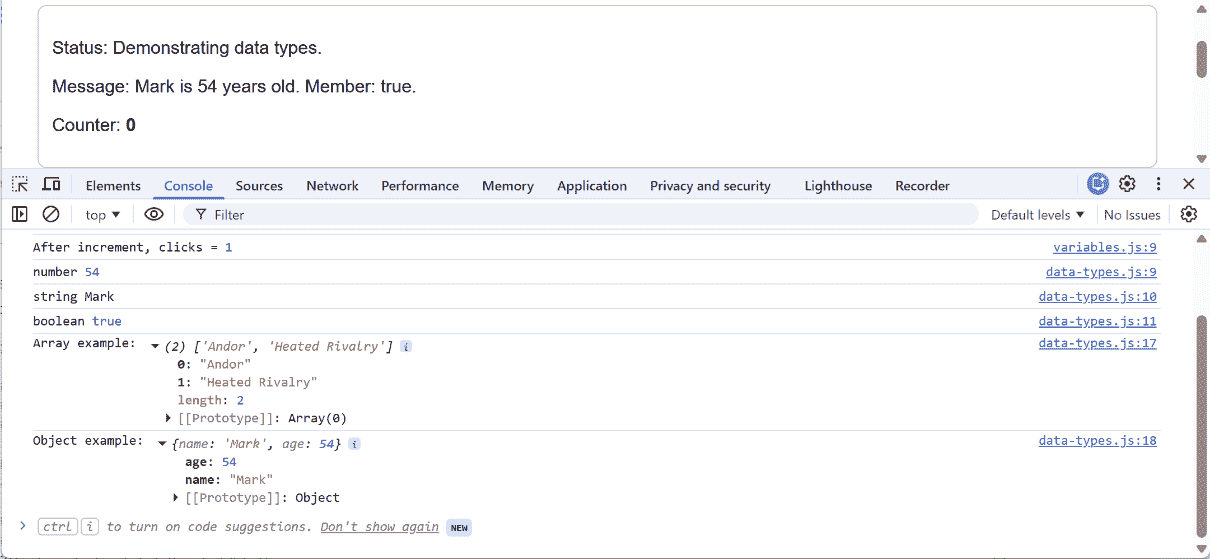 Status: Demonstrating data types.
Message: Mark is 54 years old. Member: true.
Counter: 0
Elements Console Sources Network Performance Memory Application Privacy and security Lighthouse Recorder
top Filter Default levels No Issues
After increment, clicks = 1 variables.js:9
number 54 data-types.js:9
string Mark data-types.js:10
boolean true data-types.js:11
Array example: (2) ['Andor', 'Heated Rivalry'] i data-types.js:17
0: "Andor"
1: "Heated Rivalry"
length: 2
[[Prototype]]: Array(0)
Object example: {name: 'Mark', age: 54} i data-types.js:18
age: 54
name: "Mark"
[[Prototype]]: Object
> ctrl i to turn on code suggestions. Don't show again NEW